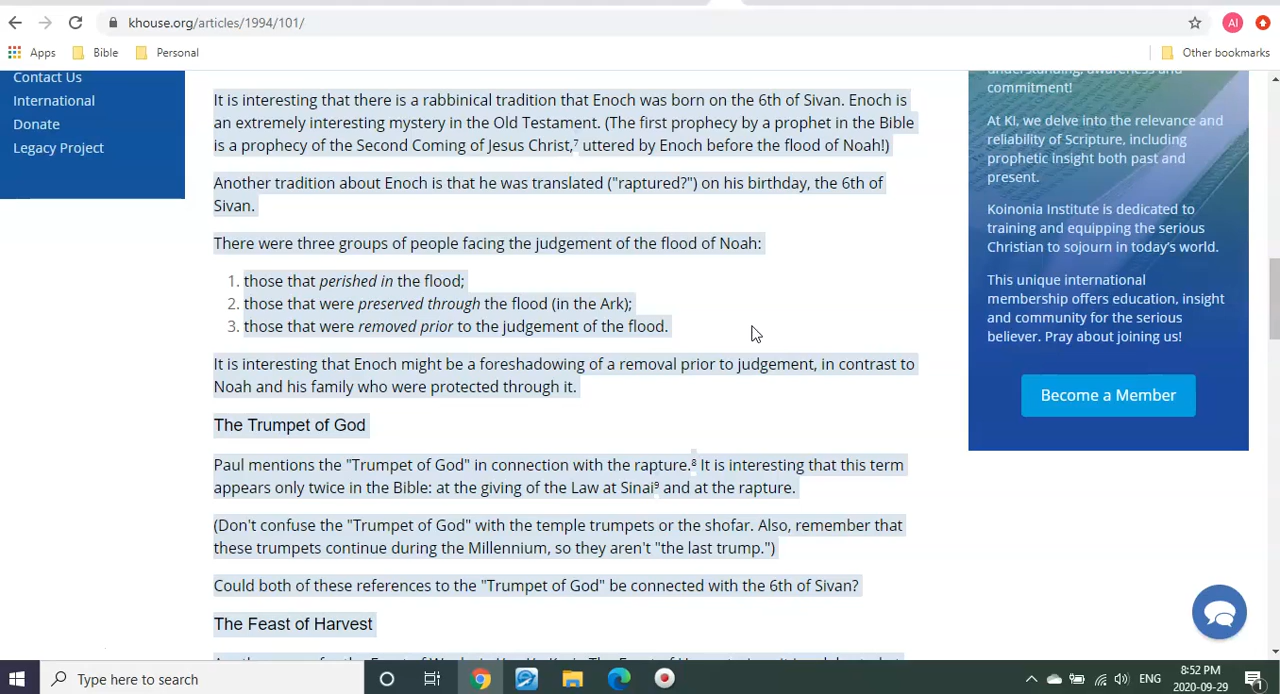 khouse.org/articles/1994/101/
AI
Apps Bible Personal Other bookmarks
Contact Us
International
Donate
Legacy Project
It is interesting that there is a rabbinical tradition that Enoch was born on the 6th of Sivan. Enoch is
an extremely interesting mystery in the Old Testament. (The first prophecy by a prophet in the Bible
is a prophecy of the Second Coming of Jesus Christ,⁷ uttered by Enoch before the flood of Noah!)
Another tradition about Enoch is that he was translated ("raptured?") on his birthday, the 6th of
Sivan.
There were three groups of people facing the judgement of the flood of Noah:
1. those that perished in the flood;
2. those that were preserved through the flood (in the Ark);
3. those that were removed prior to the judgement of the flood.
It is interesting that Enoch might be a foreshadowing of a removal prior to judgement, in contrast to
Noah and his family who were protected through it.
The Trumpet of God
Paul mentions the "Trumpet of God" in connection with the rapture.⁸ It is interesting that this term
appears only twice in the Bible: at the giving of the Law at Sinai⁹ and at the rapture.
(Don't confuse the "Trumpet of God" with the temple trumpets or the shofar. Also, remember that
these trumpets continue during the Millennium, so they aren't "the last trump.")
Could both of these references to the "Trumpet of God" be connected with the 6th of Sivan?
The Feast of Harvest
commitment!
At KI, we delve into the relevance and
reliability of Scripture, including
prophetic insight both past and
present.
Koinonia Institute is dedicated to
training and equipping the serious
Christian to sojourn in today's world.
This unique international
membership offers education, insight
and community for the serious
believer. Pray about joining us!
Become a Member
Type here to search
ENG
8:52 PM
2020-09-29
1